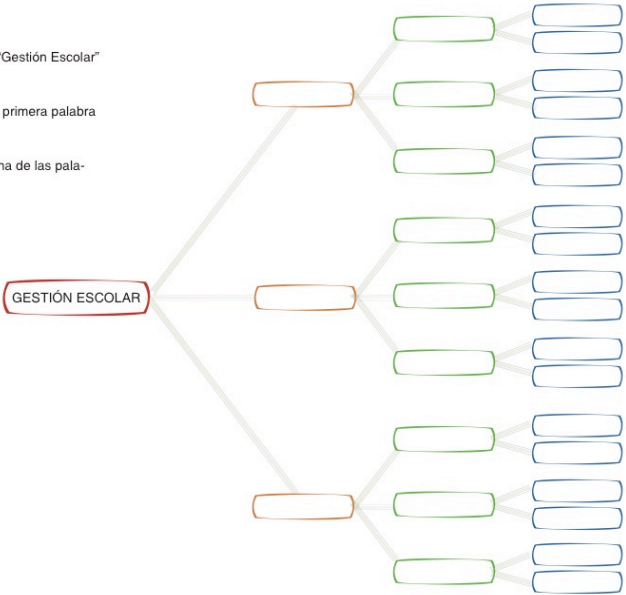 "Gestión Escolar"
primera palabra
na de las pala-
GESTIÓN ESCOLAR